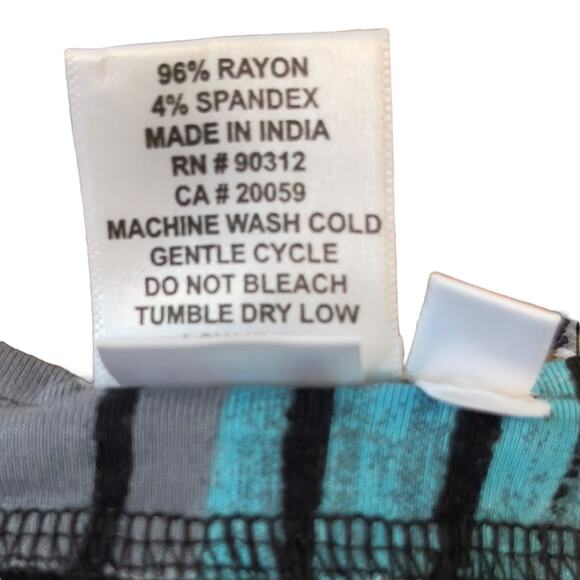 96% RAYON
4% SPANDEX
MADE IN INDIA
RN # 90312
CA # 20059
MACHINE WASH COLD
GENTLE CYCLE
DO NOT BLEACH
TUMBLE DRY LOW